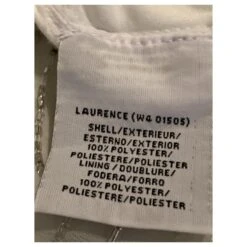 LAURENCE (W4 01505)
SHELL/EXTERIEUR/
ESTERNO/EXTERIOR
100% POLYESTER/
POLIESTERE/POLIESTER
LINING/DOUBLURE/
FODERA/FORRO
100% POLYESTER/
POLIESTERE/POLIESTER